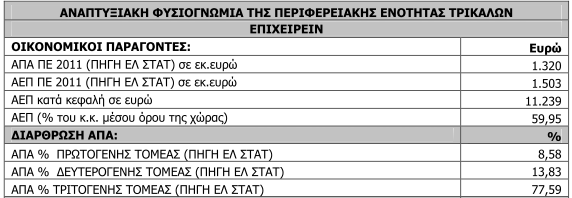 ΑΝΑΠΤΥΞΙΑΚΗ ΦΥΣΙΟΓΝΩΜΙΑ ΤΗΣ ΠΕΡΙΦΕΡΕΙΑΚΗΣ ΕΝΟΤΗΤΑΣ ΤΡΙΚΑΛΩΝ
ΕΠΙΧΕΙΡΕΙΝ
ΟΙΚΟΝΟΜΙΚΟΙ ΠΑΡΑΓΟΝΤΕΣ: Ευρώ
ΑΠΑ ΠΕ 2011 (ΠΗΓΗ ΕΛ ΣΤΑΤ) σε εκ.ευρώ 1.320
ΑΕΠ ΠΕ 2011 (ΠΗΓΗ ΕΛ ΣΤΑΤ) σε εκ.ευρώ 1.503
ΑΕΠ κατά κεφαλή σε ευρώ 11.239
ΑΕΠ (% του κ.κ. μέσου όρου της χώρας) 59,95
ΔΙΑΡΘΡΩΣΗ ΑΠΑ: %
ΑΠΑ % ΠΡΩΤΟΓΕΝΗΣ ΤΟΜΕΑΣ (ΠΗΓΗ ΕΛ ΣΤΑΤ) 8,58
ΑΠΑ % ΔΕΥΤΕΡΟΓΕΝΗΣ ΤΟΜΕΑΣ (ΠΗΓΗ ΕΛ ΣΤΑΤ) 13,83
ΑΠΑ % ΤΡΙΤΟΓΕΝΗΣ ΤΟΜΕΑΣ (ΠΗΓΗ ΕΛ ΣΤΑΤ) 77,59